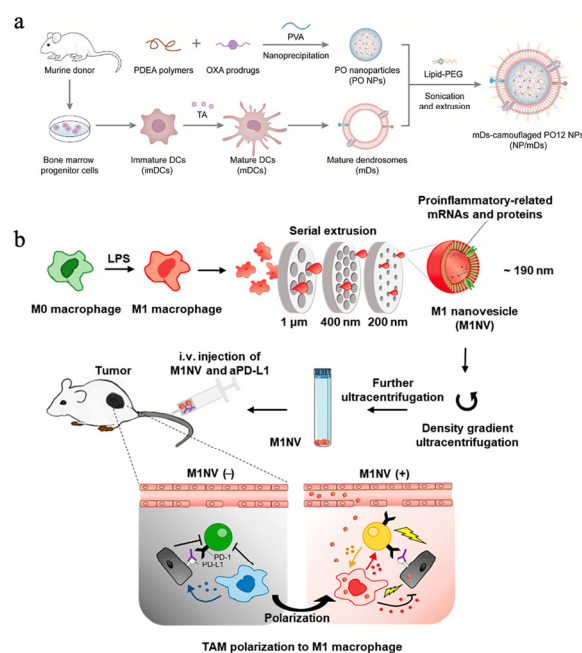 a
PVA
Murine donor
PDEA polymers
+
OXA prodrugs
Nanoprecipitation
PO nanoparticles
(PO NPs)
Lipid-PEG
Sonication
and extrusion
mDs-camouflaged PO12 NPs
(NP/mDs)
TA
Bone marrow
progenitor cells
Immature DCs
(imDCs)
Mature DCs
(mDCs)
Mature dendrosomes
(mDs)
b
Proinflammatory-related
mRNAs and proteins
Serial extrusion
LPS
M0 macrophage
M1 macrophage
1 μm
400 nm
200 nm
~ 190 nm
M1 nanovesicle
(M1NV)
i.v. injection of
M1NV and aPD-L1
Tumor
Further
ultracentrifugation
M1NV
Density gradient
ultracentrifugation
M1NV (–)
M1NV (+)
PD-1
PD-L1
Polarization
TAM polarization to M1 macrophage